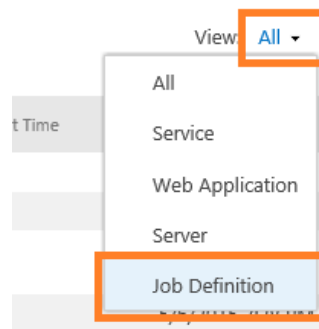 View: All
t Time
All
Service
Web Application
Server
Job Definition